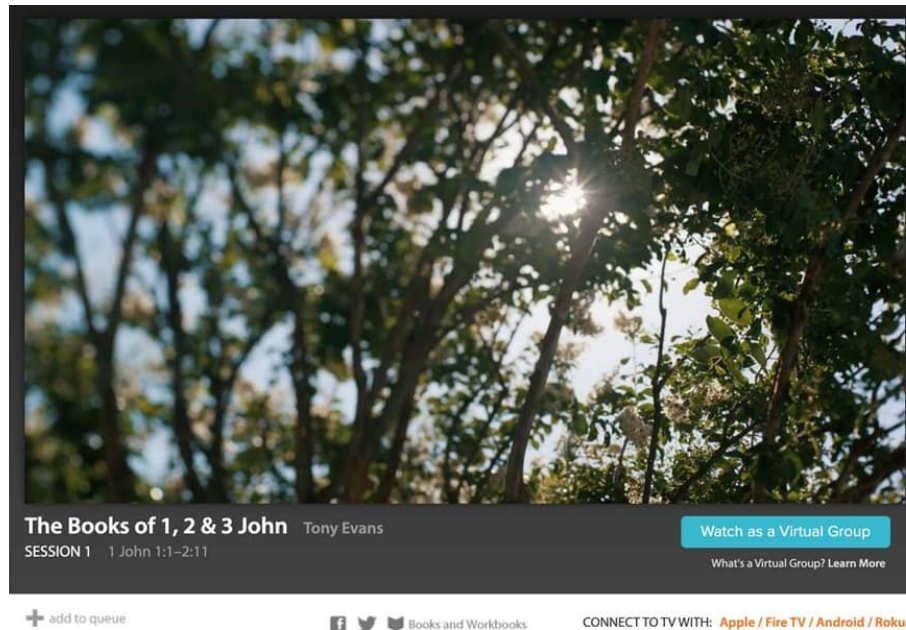 The Books of 1, 2 & 3 John Tony Evans
SESSION 1 1 John 1:1–2:11
Watch as a Virtual Group
What's a Virtual Group? Learn More
add to queue
Books and Workbooks
CONNECT TO TV WITH: Apple / Fire TV / Android / Roku